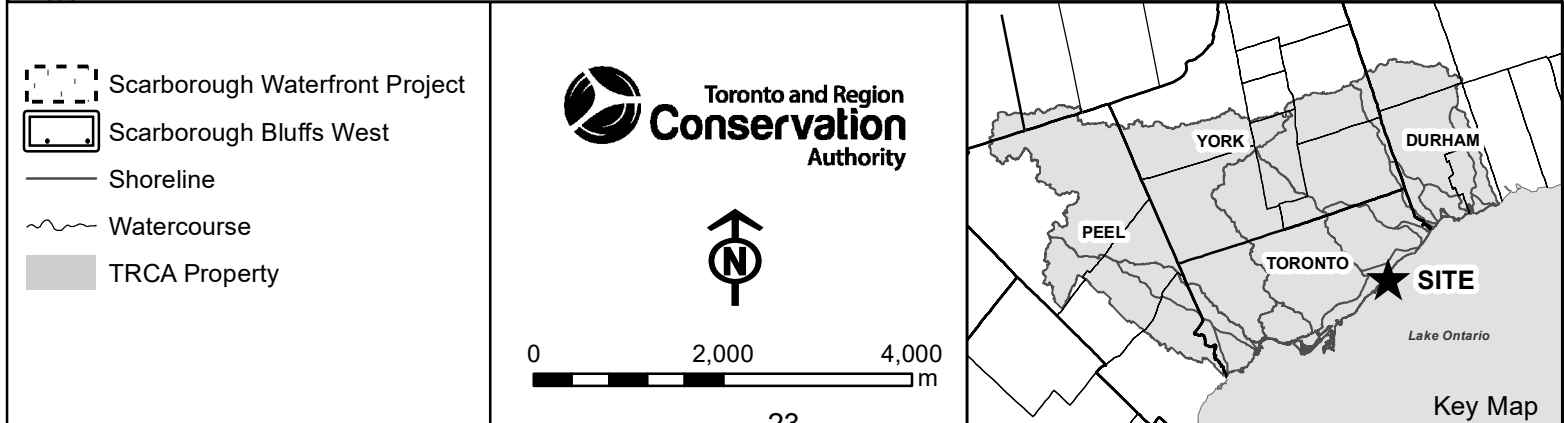 Scarborough Waterfront Project
Scarborough Bluffs West
Shoreline
Watercourse
TRCA Property
Toronto and Region
Conservation
Authority
N
0 2,000 4,000
m
YORK
DURHAM
PEEL
TORONTO
SITE
Lake Ontario
Key Map